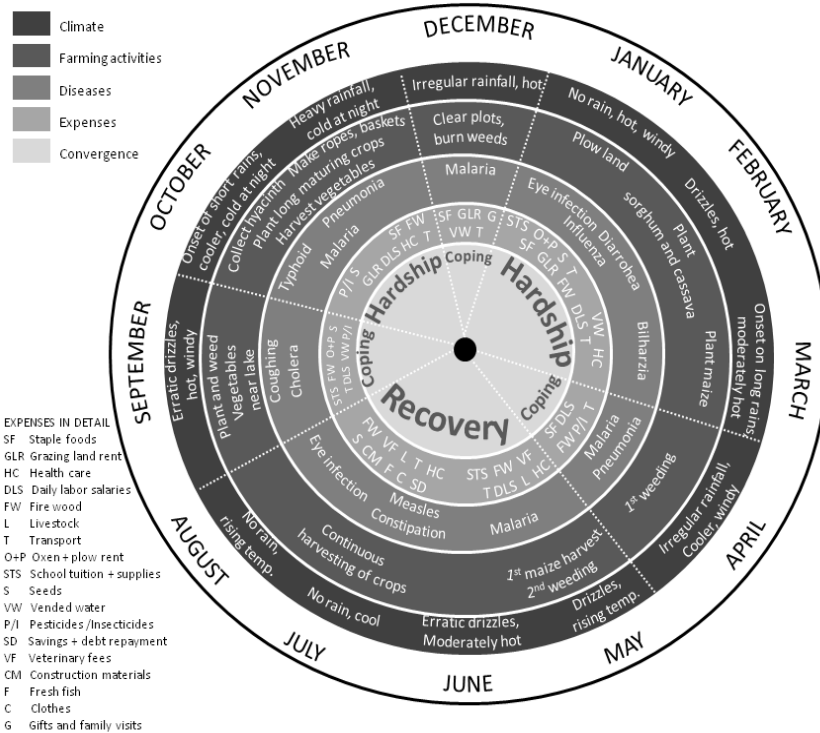 Climate
Farming activities
Diseases
Expenses
Convergence
DECEMBER
JANUARY
FEBRUARY
MARCH
APRIL
MAY
JUNE
JULY
AUGUST
SEPTEMBER
OCTOBER
NOVEMBER
Irregular rainfall, hot
No rain, hot, windy
Drizzles, hot
Onset on long rains
moderately hot
Irregular rainfall,
Cooler, windy
Drizzles,
rising temp.
Erratic drizzles,
Moderately hot
No rain, cool
No rain,
rising temp.
Erratic drizzles,
hot, windy
Onset of short rains,
cooler, cold at night
Heavy rainfall,
cold at night
Clear plots,
burn weeds
Plow land
Plant
sorghum and cassava
Plant maize
1st weeding
1st maize harvest
2nd weeding
Continuous
harvesting of crops
Plant and weed
Vegetables
near lake
Collect hyacinth
Make ropes, baskets
Plant long maturing crops
Harvest vegetables
Malaria
Eye infection
Diarrhoea
Influenza
Bilharzia
Malaria
Pneumonia
Malaria
Measles
Constipation
Eye infection
Coughing
Cholera
Typhoid
Malaria
Pneumonia
SF GLR G
VW T
STS O+P S T
SF GLR FW DLS T
VW HC
SF DLS
FW P/I T
STS FW VF
T DLS L HC
FW VF L T HC
S CM F C SD
STS FW O+P S
T DLS VW P/I
P/I S
SF FW
GLR DLS HC T
Coping
Hardship
Coping
Recovery
Coping
Hardship
EXPENSES IN DETAIL
SF Staple foods
GLR Grazing land rent
HC Health care
DLS Daily labor salaries
FW Fire wood
L Livestock
T Transport
O+P Oxen + plow rent
STS School tuition + supplies
S Seeds
VW Vended water
P/I Pesticides /Insecticides
SD Savings + debt repayment
VF Veterinary fees
CM Construction materials
F Fresh fish
C Clothes
G Gifts and family visits